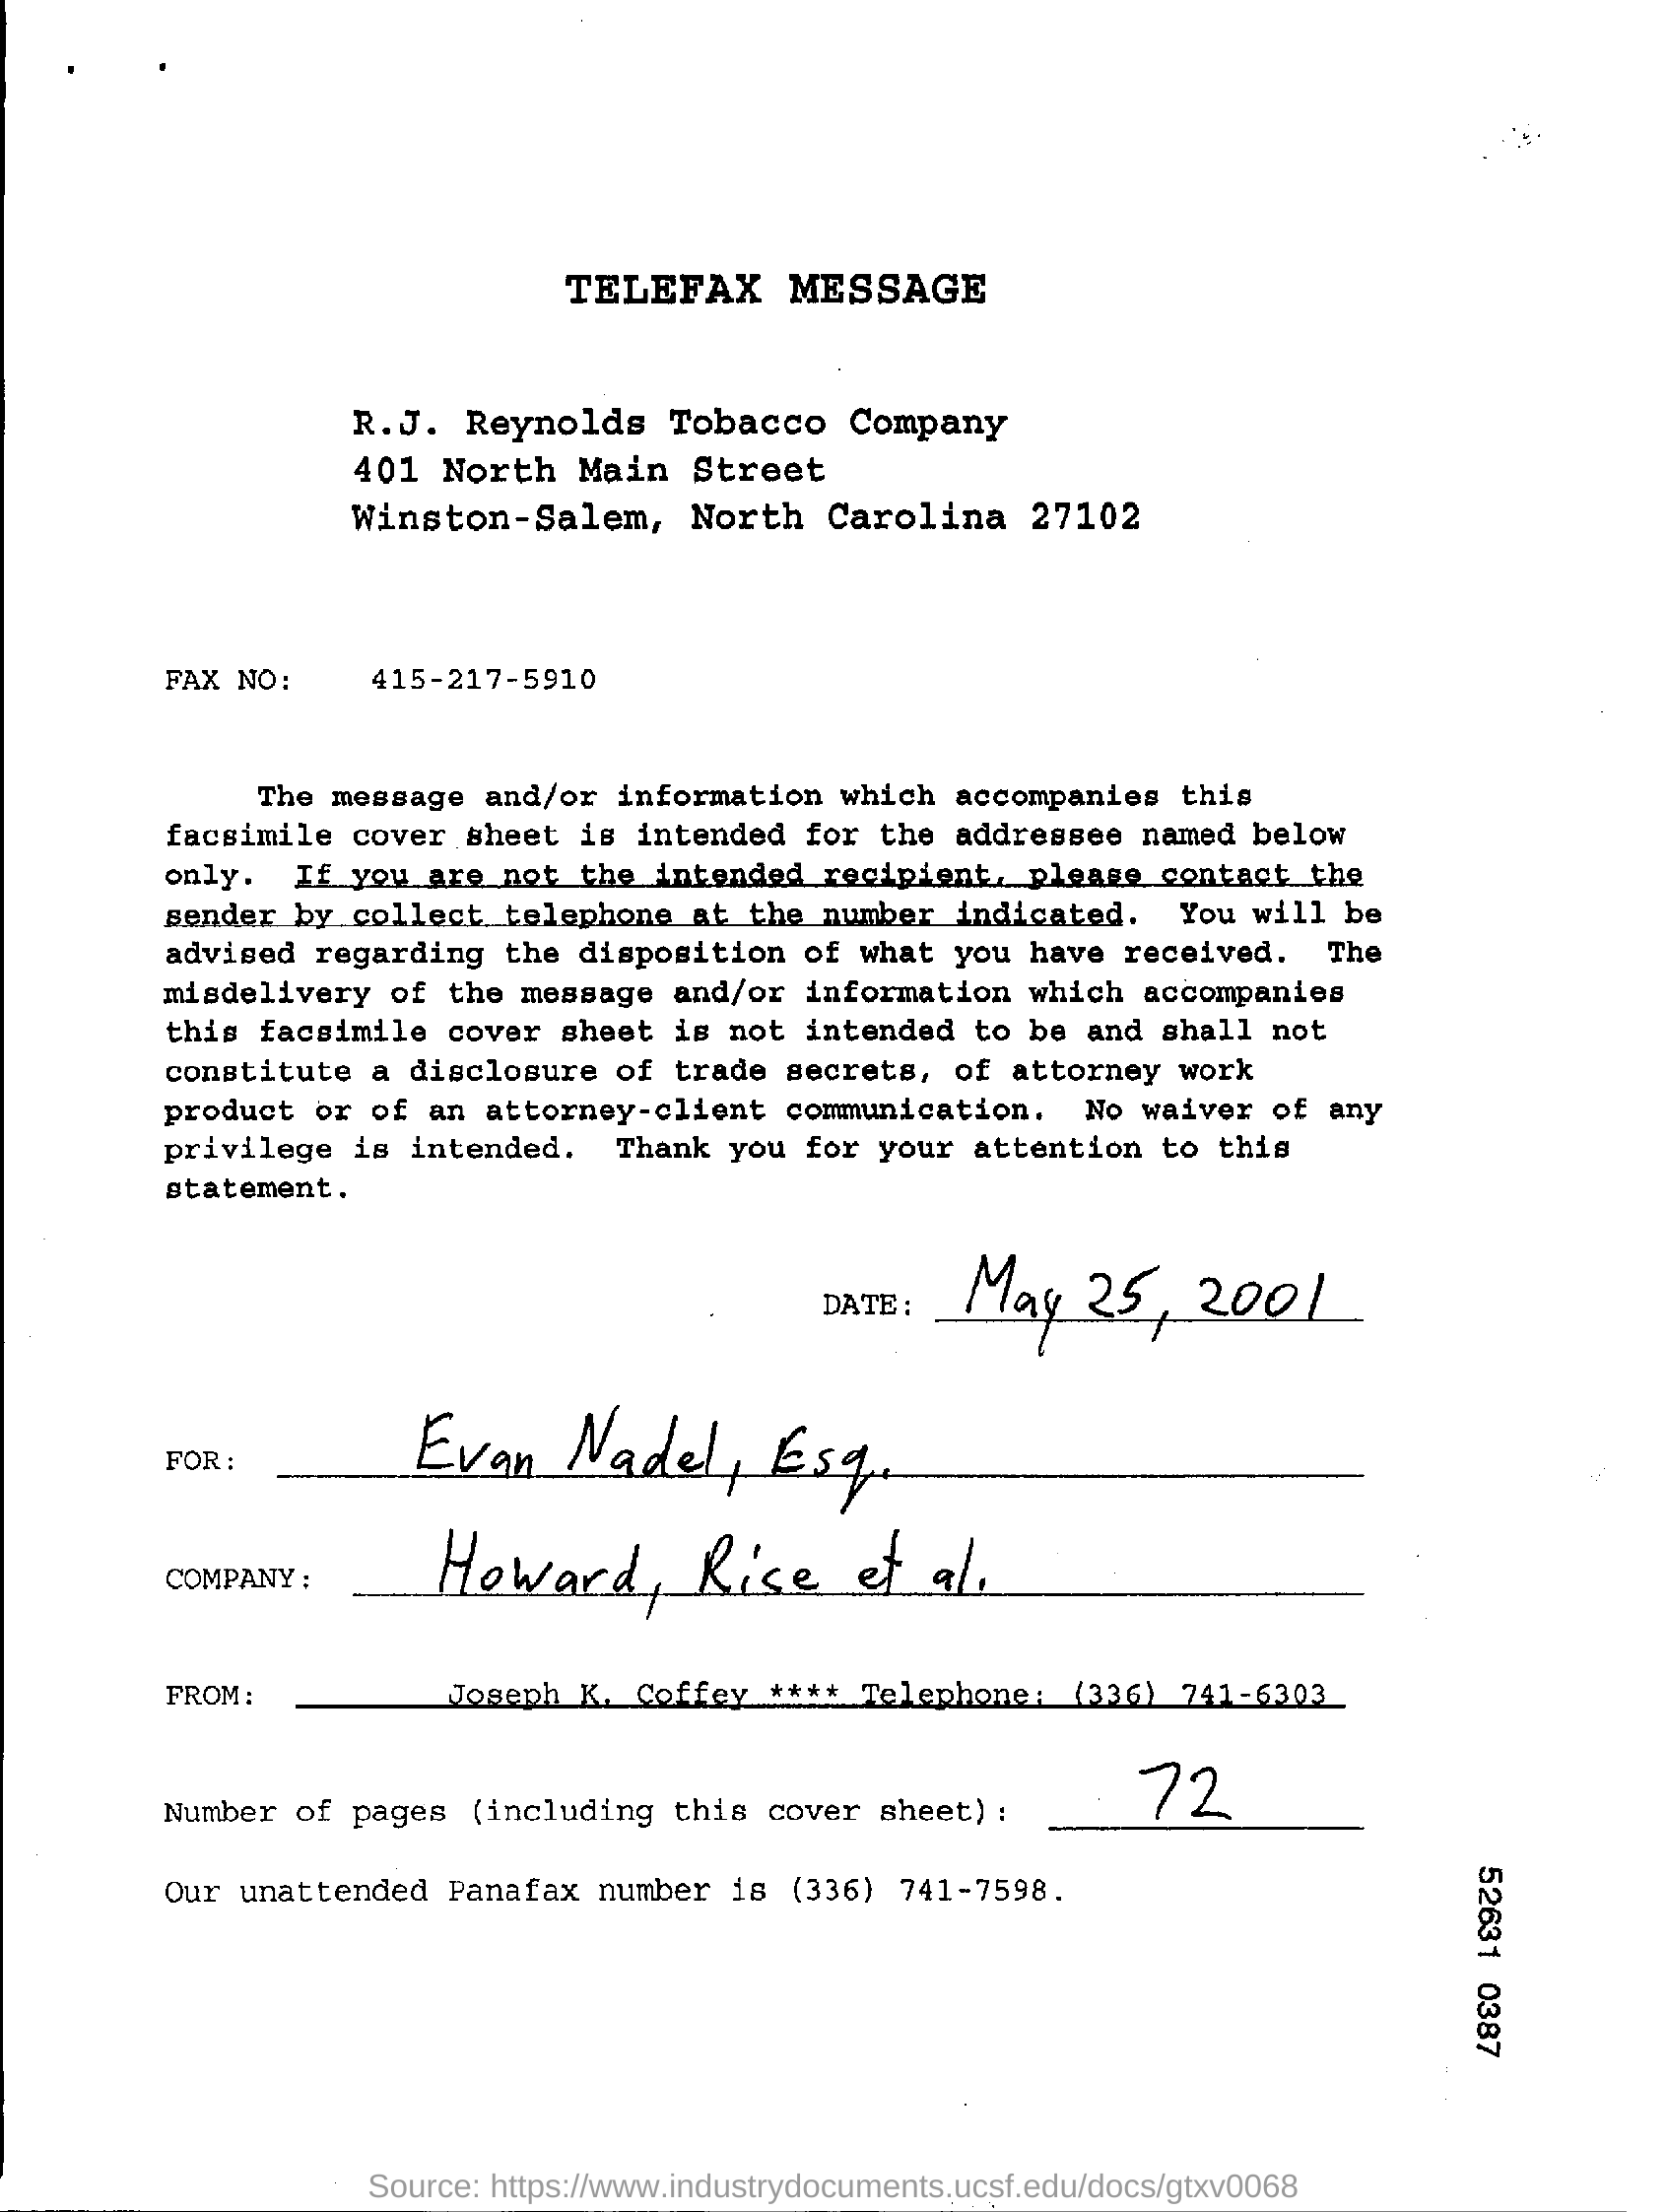 TELEFAX MESSAGE
R.J. Reynolds Tobacco Company
401 North Main Street
Winston-Salem, North Carolina 27102
FAX NO: 415-217-5910
The message and/or information which accompanies this
facsimile cover sheet is intended for the addressee named below
only. If you are not the intended recipient, please contact the
sender by collect telephone at the number indicated. You will be
advised regarding the disposition of what you have received. The
misdelivery of the message and/or information which accompanies
this facsimile cover sheet is not intended to be and shall not
constitute a disclosure of trade secrets, of attorney work
product or of an attorney-client communication. No waiver of any
privilege is intended. Thank you for your attention to this
statement.
DATE: May 25, 2001
FOR: Evan Nadel, Esq.
COMPANY: Howard, Rice et al.
FROM: Joseph K. Coffey **** Telephone: (336) 741-6303
Number of pages (including this cover sheet): 72
Our unattended Panafax number is (336) 741-7598.
52631 0387
Source: https://www.industrydocuments.ucsf.edu/docs/gtxv0068